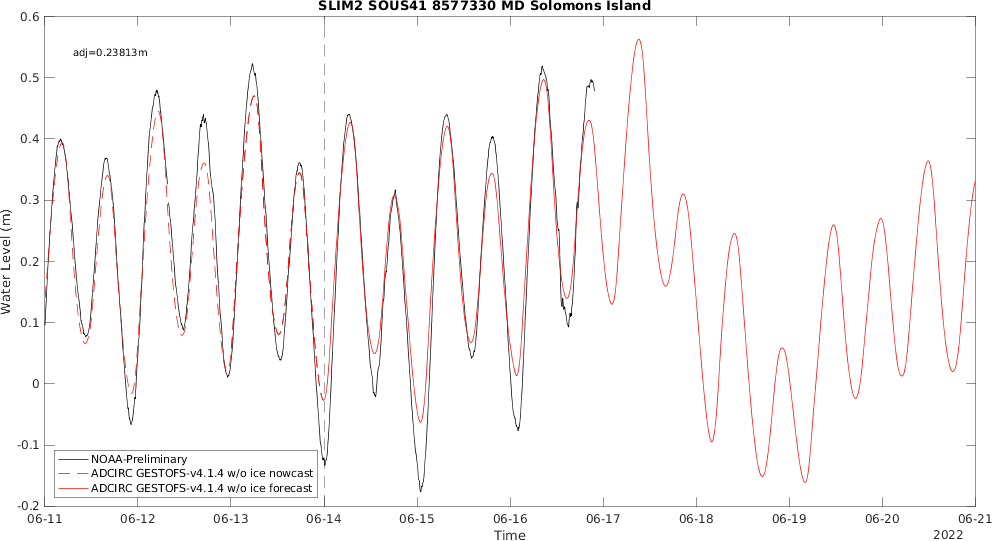 SLIM2 SOUS41 8577330 MD Solomons Island
adj=0.23813m
Water Level (m)
0.6
0.5
0.4
0.3
0.2
0.1
0
-0.1
-0.2
NOAA-Preliminary
ADCIRC GESTOFS-v4.1.4 w/o ice nowcast
ADCIRC GESTOFS-v4.1.4 w/o ice forecast
06-11 06-12 06-13 06-14 06-15 06-16 06-17 06-18 06-19 06-20 06-21
Time
2022